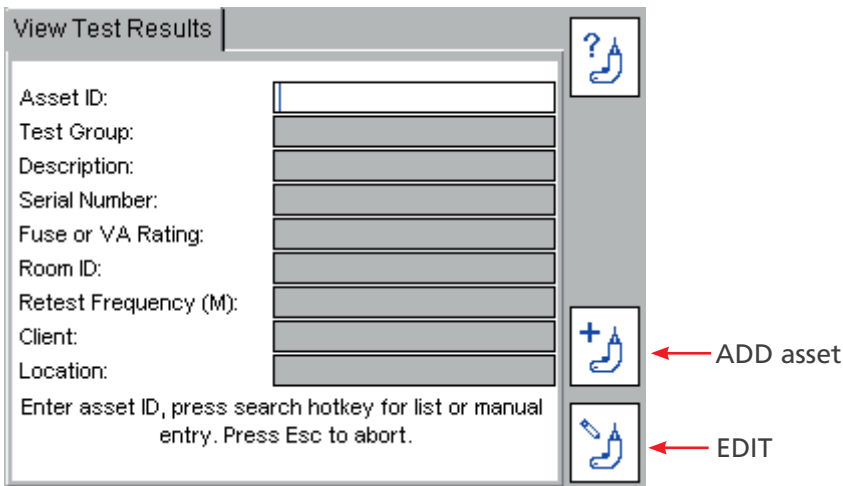 View Test Results
?
Asset ID:
Test Group:
Description:
Serial Number:
Fuse or VA Rating:
Room ID:
Retest Frequency (M):
Client:
+
ADD asset
Location:
Enter asset ID, press search hotkey for list or manual
entry. Press Esc to abort.
EDIT